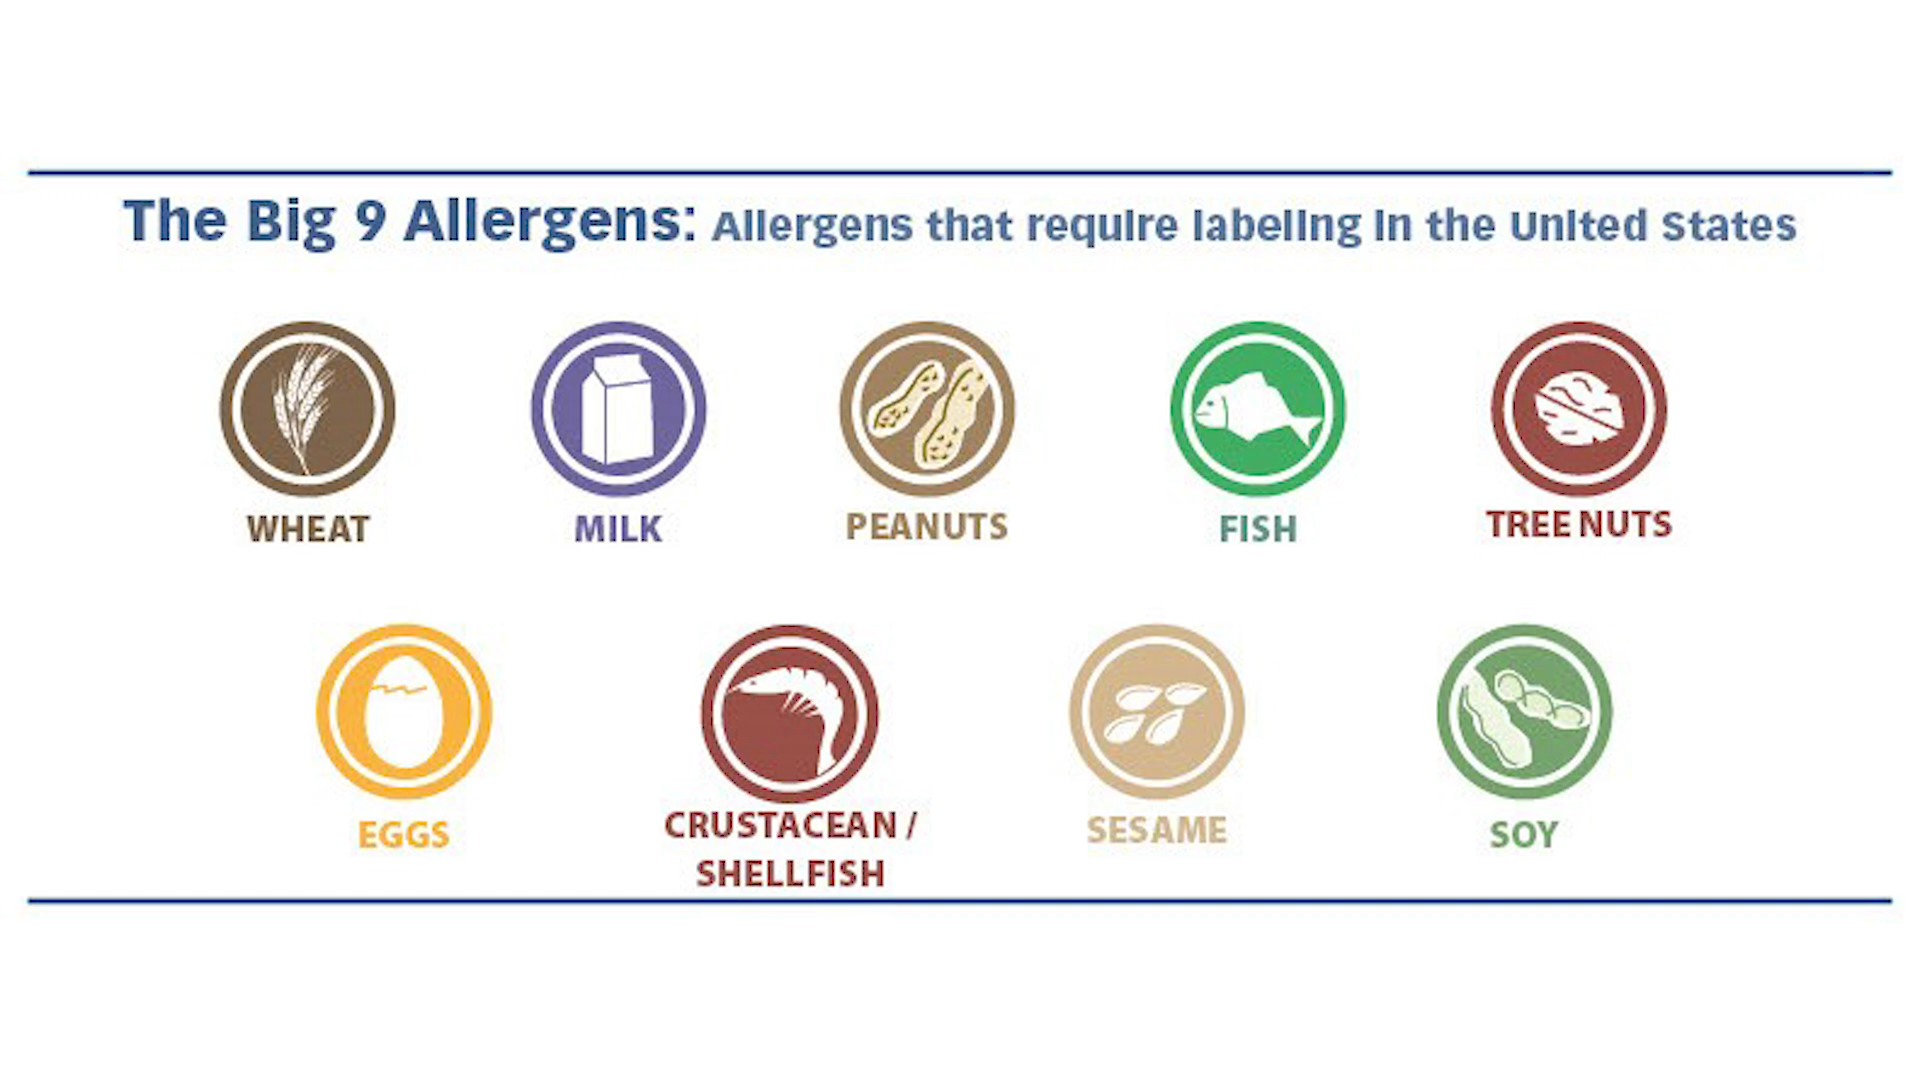 The Big 9 Allergens: Allergens that require labeling in the United States
WHEAT
MILK
PEANUTS
FISH
TREE NUTS
EGGS
CRUSTACEAN /
SHELLFISH
SESAME
SOY